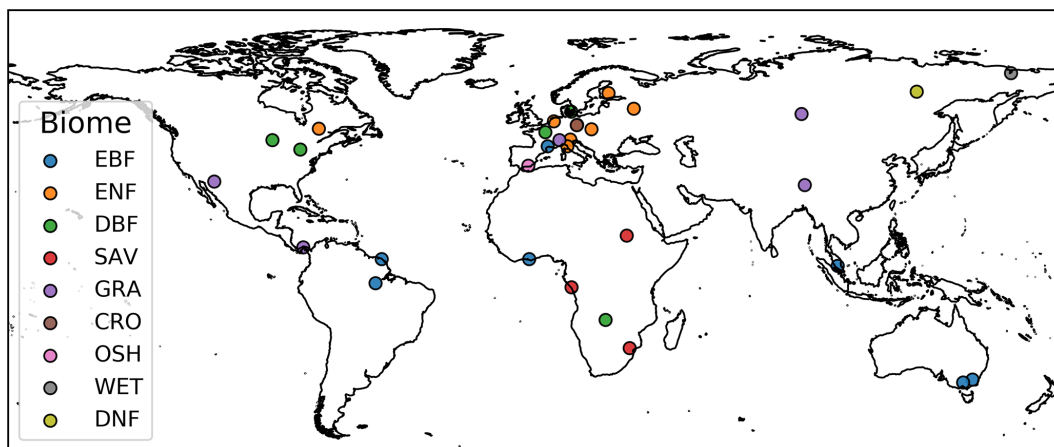 Biome
EBF
ENF
DBF
SAV
GRA
CRO
OSH
WET
DNF